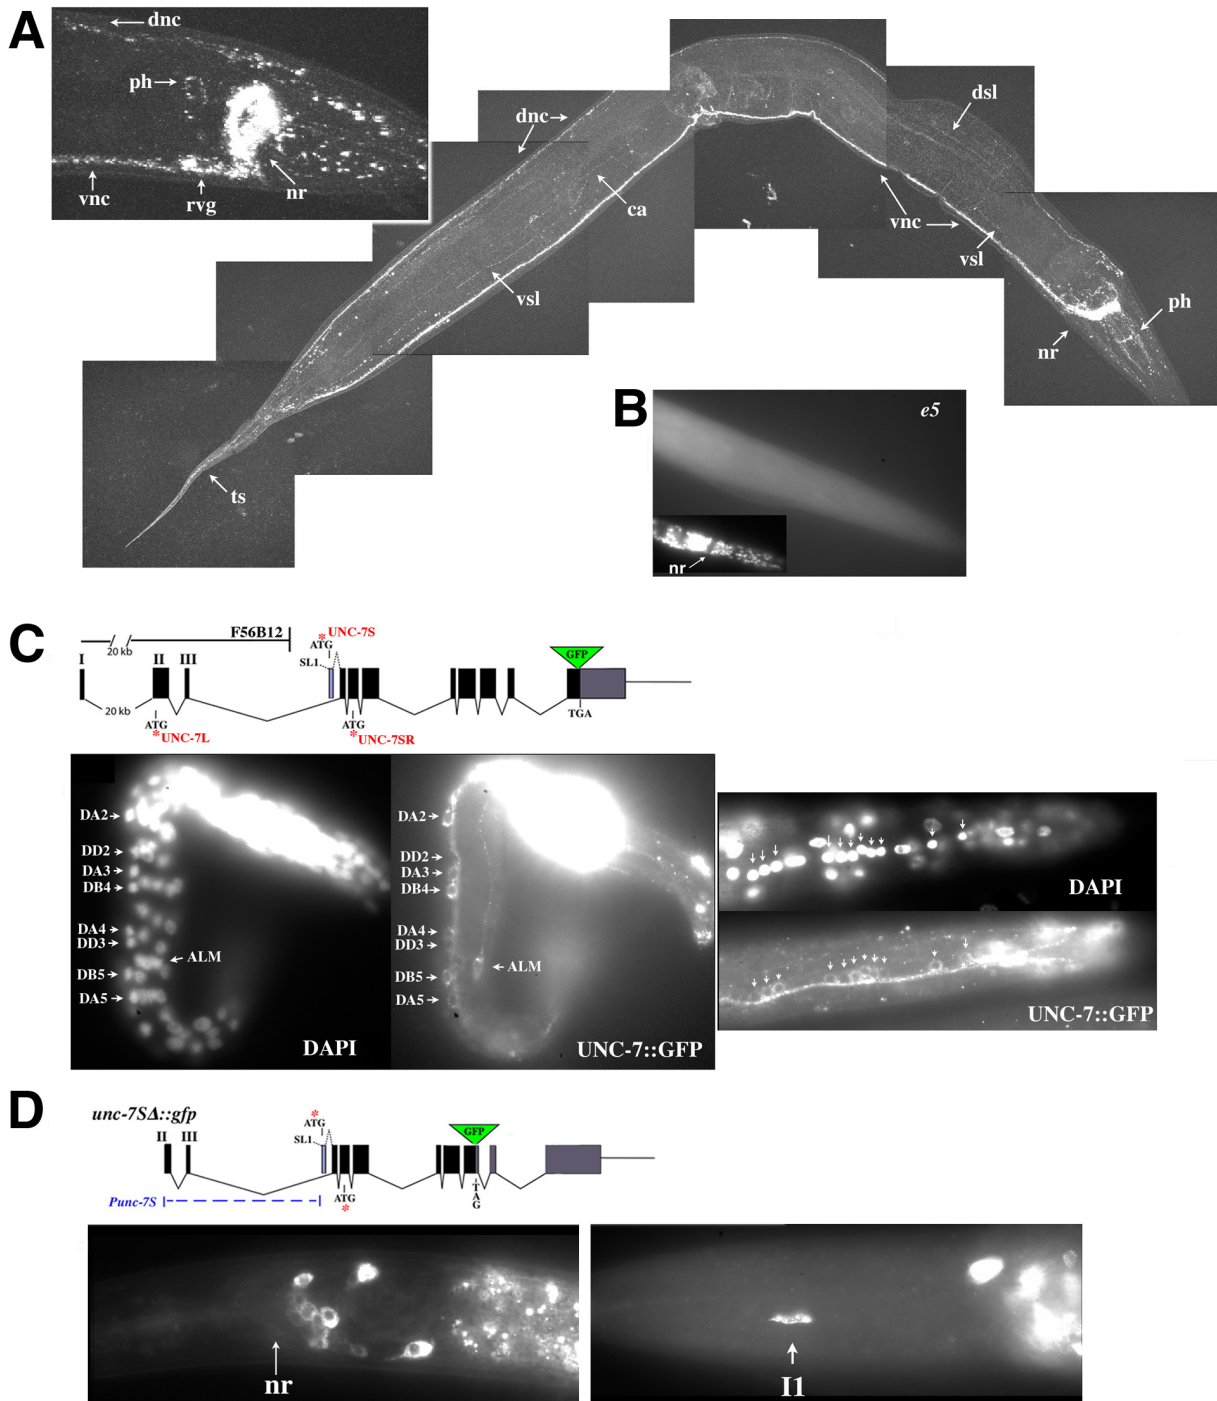 A
dnc
ph
vnc
rvg
nr
dnc
ca
vsl
ts
dsl
vnc
vsl
nr
ph
B
e5
nr
C
F56B12
20 kb
I II III
SL1
ATG
*UNC-7S
GFP
20 kb
ATG
*UNC-7L
ATG
*UNC-7SR
TGA
DA2
DD2
DA3
DB4
DA4
DD3
ALM
DB5
DA5
DAPI
DA2
DD2
DA3
DB4
DA4
DD3
ALM
DB5
DA5
UNC-7::GFP
DAPI
UNC-7::GFP
D
unc-7SΔ::gfp
II III
SL1
ATG
*
GFP
ATG
*
TAG
Punc-7S
nr
I1